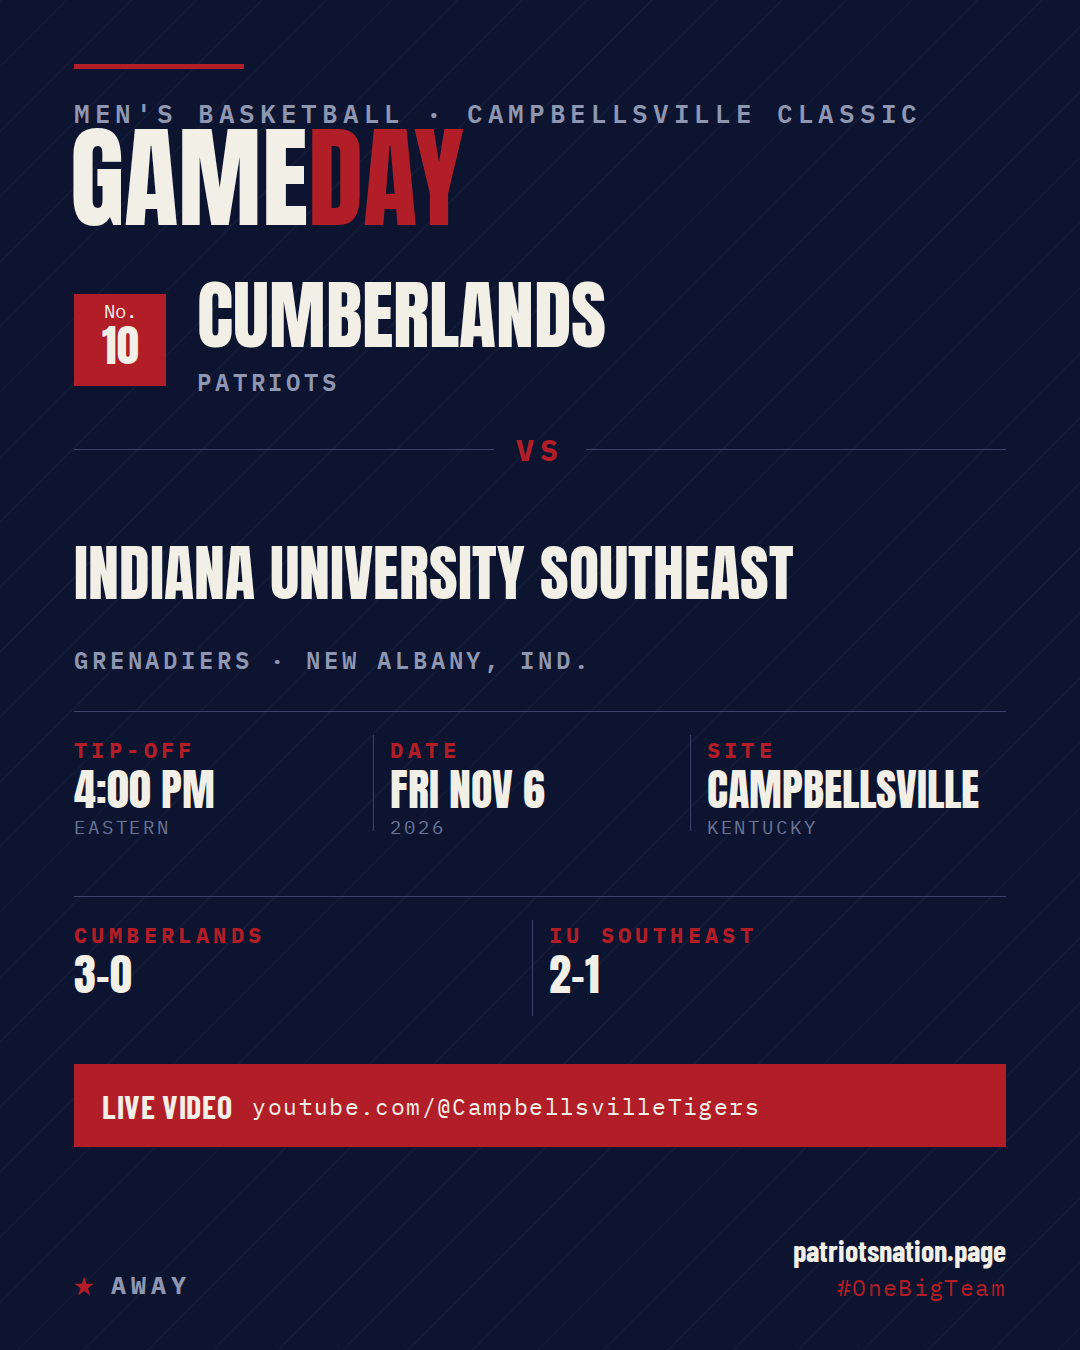 MEN'S BASKETBALL · CAMPBELLSVILLE CLASSIC
GAMEDAY
No.
10
CUMBERLANDS
PATRIOTS
VS
INDIANA UNIVERSITY SOUTHEAST
GRENADIERS · NEW ALBANY, IND.
TIP-OFF
4:00 PM
EASTERN
DATE
FRI NOV 6
2026
SITE
CAMPBELLSVILLE
KENTUCKY
CUMBERLANDS
3-0
IU SOUTHEAST
2-1
LIVE VIDEO youtube.com/@CampbellsvilleTigers
★ AWAY
patriotsnation.page
#OneBigTeam